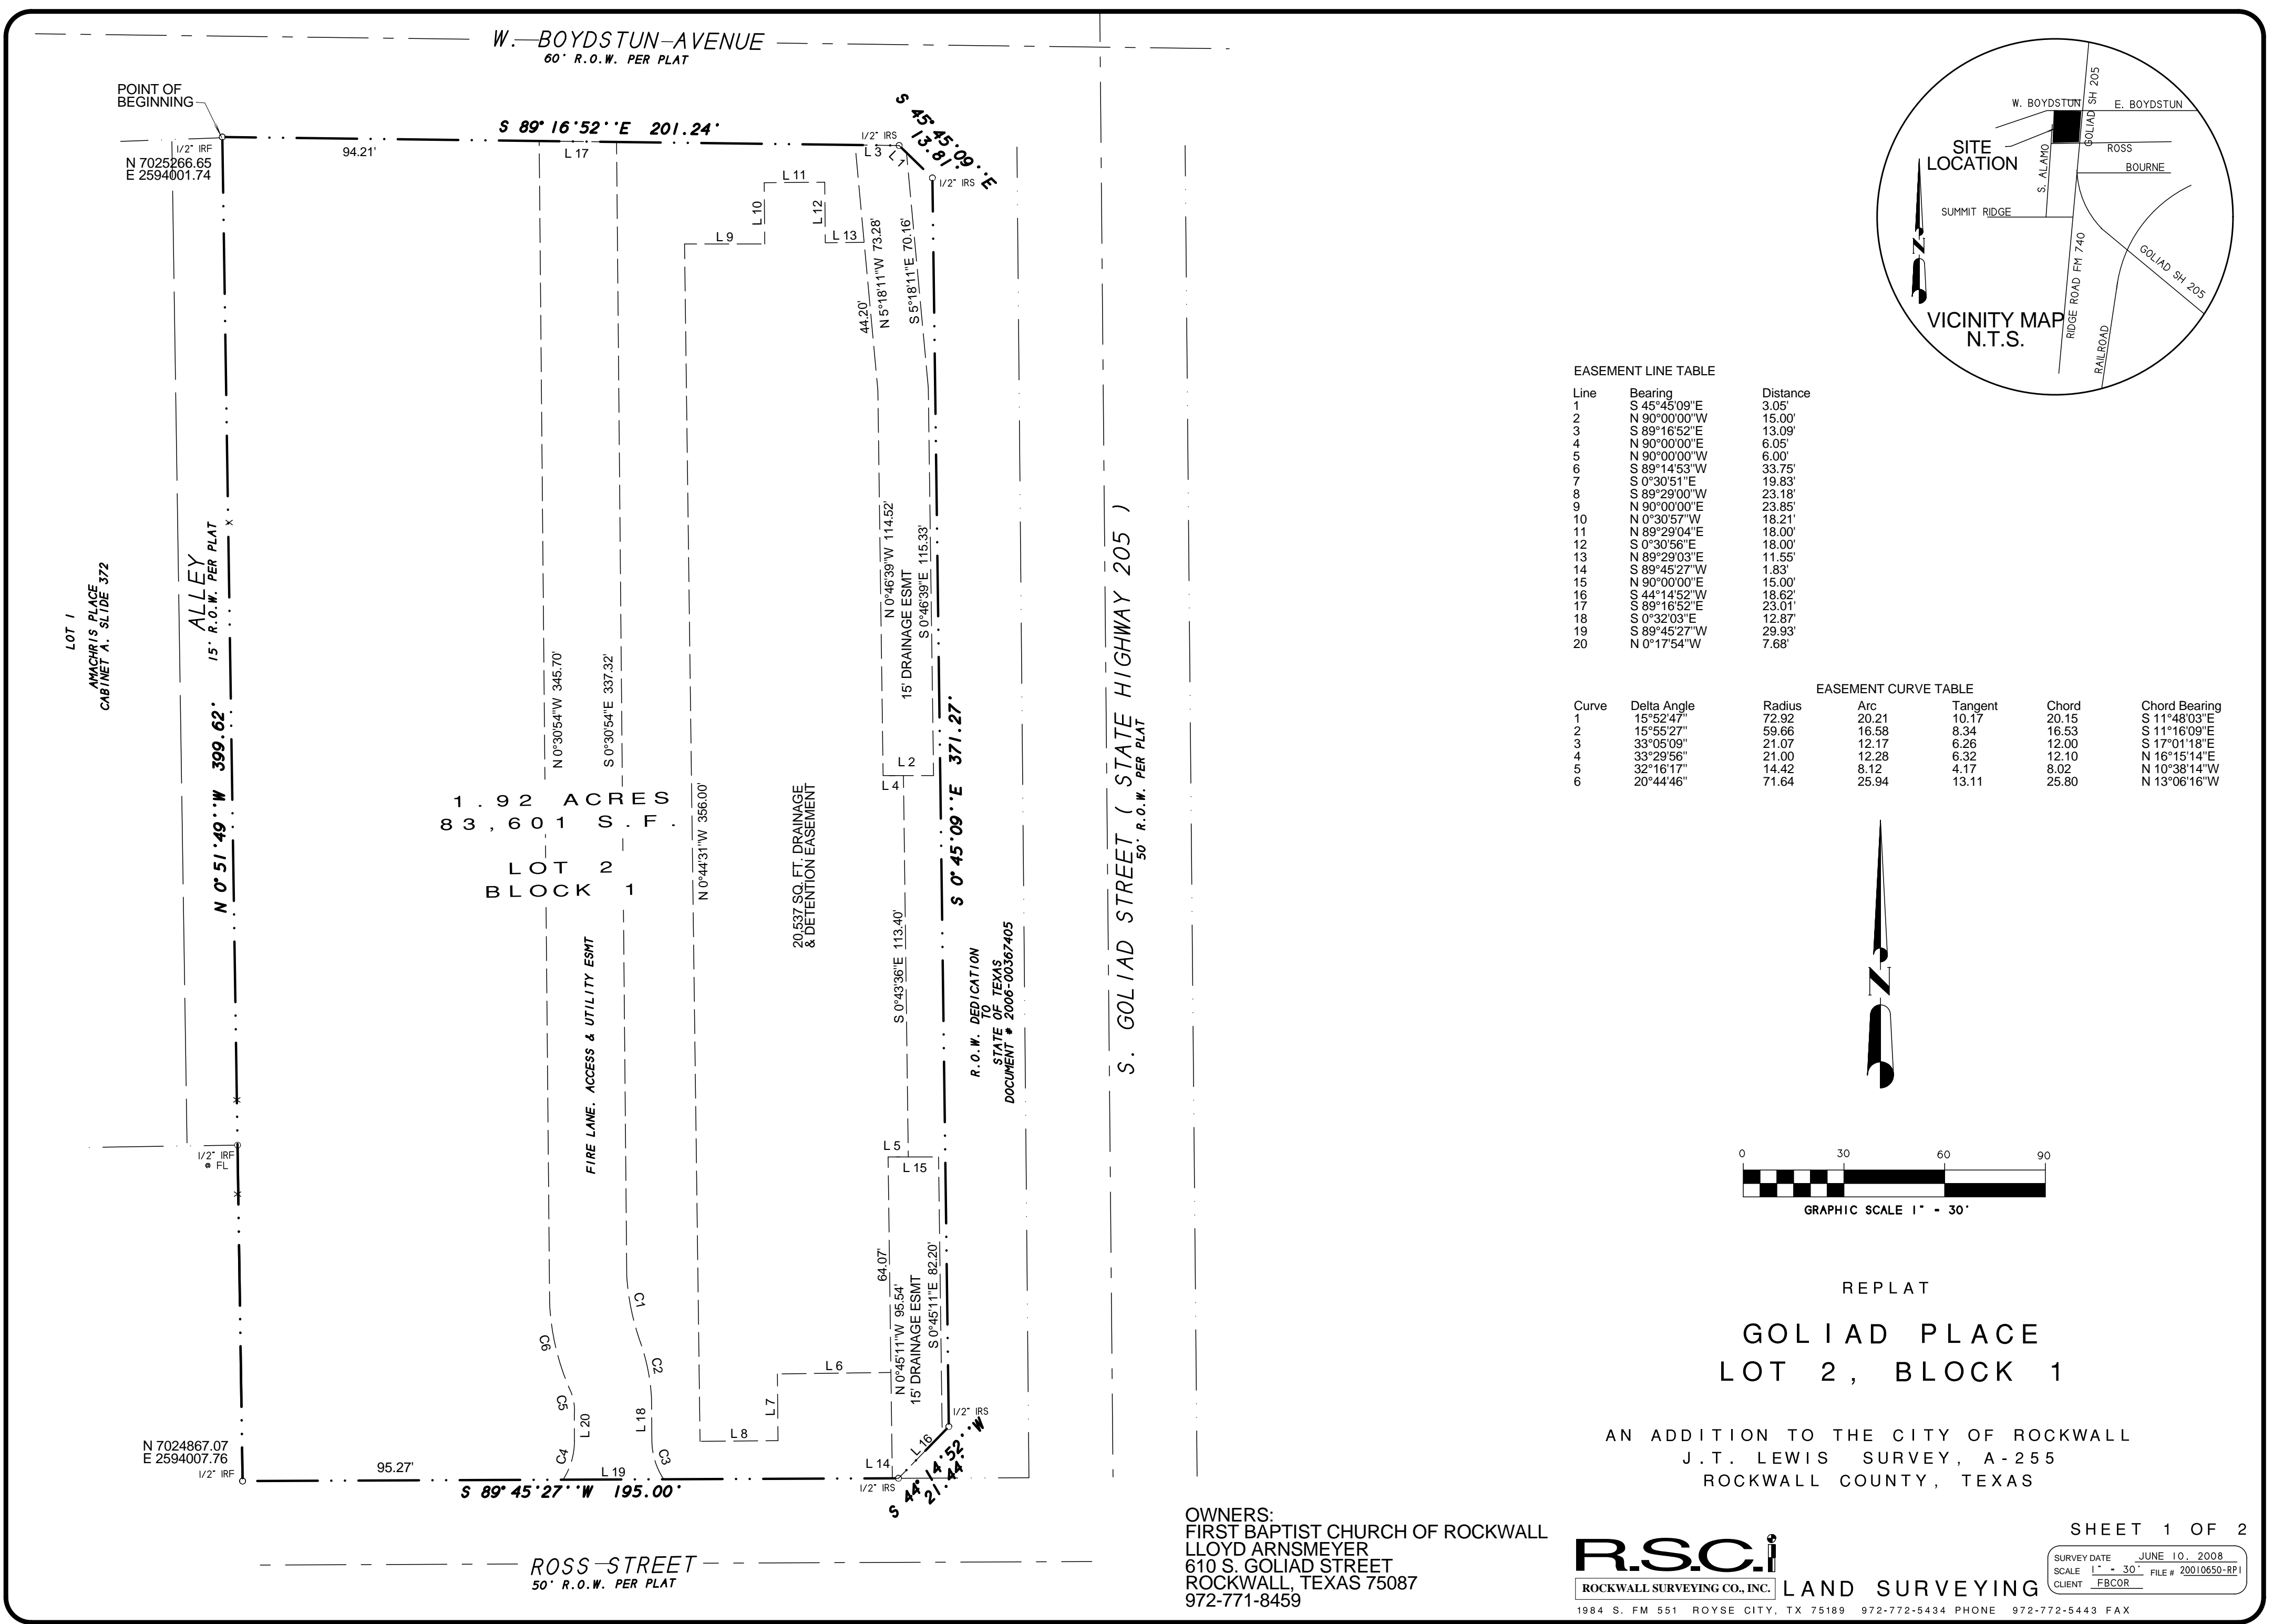 W. BOYDSTUN AVENUE
60' R.O.W. PER PLAT
POINT OF
BEGINNING
1/2" IRF
N 7025266.65
E 2594001.74
S 89°16'52''E 201.24'
94.21'
L 17
1/2" IRS
L 3
L 1
S 45°45'09''E
13.81'
1/2" IRS
L 11
L 10
L 12
L 9
L 13
44.20'
N 5°18'11"W 73.28'
S 5°18'11"E 70.16'
LOT 1
AMACHRIS PLACE
CABINET A. SLIDE 372
ALLEY
15' R.O.W. PER PLAT
N 0°51'49''W 399.62'
N 0°30'54"W 345.70'
S 0°30'54"E 337.32'
N 0°46'39"W 114.52'
15' DRAINAGE ESMT
S 0°46'39"E 115.33'
L 2
L 4
1.92 ACRES
83,601 S.F.
LOT 2
BLOCK 1
N 0°44'31"W 356.00'
20,537 SQ. FT. DRAINAGE
& DETENTION EASEMENT
S 0°45'09''E 371.27'
S 0°43'36"E 113.40'
FIRE LANE, ACCESS & UTILITY ESMT
R.O.W. DEDICATION
TO
STATE OF TEXAS
DOCUMENT # 2006-00367405
S. GOLIAD STREET ( STATE HIGHWAY 205 )
50' R.O.W. PER PLAT
1/2" IRF
@ FL
L 5
L 15
64.07'
N 0°45'11"W 95.54'
15' DRAINAGE ESMT
S 0°45'11"E 82.20'
C1
C6
C2
L 6
C5
L 20
L 18
L 7
L 8
C4
C3
1/2" IRS
L 16
L 14
1/2" IRS
S 44°14'52''W
21.44'
N 7024867.07
E 2594007.76
1/2" IRF
95.27'
L 19
S 89°45'27''W 195.00'
ROSS STREET
50' R.O.W. PER PLAT
W. BOYDSTUN
E. BOYDSTUN
GOLIAD SH 205
SITE
LOCATION
ROSS
BOURNE
S. ALAMO
SUMMIT RIDGE
N
RIDGE ROAD FM 740
GOLIAD SH 205
RAILROAD
VICINITY MAP
N.T.S.
EASEMENT LINE TABLE
Line Bearing Distance
1 S 45°45'09"E 3.05'
2 N 90°00'00"W 15.00'
3 S 89°16'52"E 13.09'
4 N 90°00'00"E 6.05'
5 N 90°00'00"W 6.00'
6 S 89°14'53"W 33.75'
7 S 0°30'51"E 19.83'
8 S 89°29'00"W 23.18'
9 N 90°00'00"E 23.85'
10 N 0°30'57"W 18.21'
11 N 89°29'04"E 18.00'
12 S 0°30'56"E 18.00'
13 N 89°29'03"E 11.55'
14 S 89°45'27"W 1.83'
15 N 90°00'00"E 15.00'
16 S 44°14'52"W 18.62'
17 S 89°16'52"E 23.01'
18 S 0°32'03"E 12.87'
19 S 89°45'27"W 29.93'
20 N 0°17'54"W 7.68'
EASEMENT CURVE TABLE
Curve Delta Angle Radius Arc Tangent Chord Chord Bearing
1 15°52'47" 72.92 20.21 10.17 20.15 S 11°48'03"E
2 15°55'27" 59.66 16.58 8.34 16.53 S 11°16'09"E
3 33°05'09" 21.07 12.17 6.26 12.00 S 17°01'18"E
4 33°29'56" 21.00 12.28 6.32 12.10 N 16°15'14"E
5 32°16'17" 14.42 8.12 4.17 8.02 N 10°38'14"W
6 20°44'46" 71.64 25.94 13.11 25.80 N 13°06'16"W
N
0 30 60 90
GRAPHIC SCALE 1" = 30'
REPLAT
GOLIAD PLACE
LOT 2, BLOCK 1
AN ADDITION TO THE CITY OF ROCKWALL
J.T. LEWIS SURVEY, A-255
ROCKWALL COUNTY, TEXAS
OWNERS:
FIRST BAPTIST CHURCH OF ROCKWALL
LLOYD ARNSMEYER
610 S. GOLIAD STREET
ROCKWALL, TEXAS 75087
972-771-8459
R.S.C.i
ROCKWALL SURVEYING CO., INC.
LAND SURVEYING
1984 S. FM 551 ROYSE CITY, TX 75189 972-772-5434 PHONE 972-772-5443 FAX
SHEET 1 OF 2
SURVEY DATE JUNE 10, 2008
SCALE 1" = 30' FILE # 20010650-RP1
CLIENT FBCOR